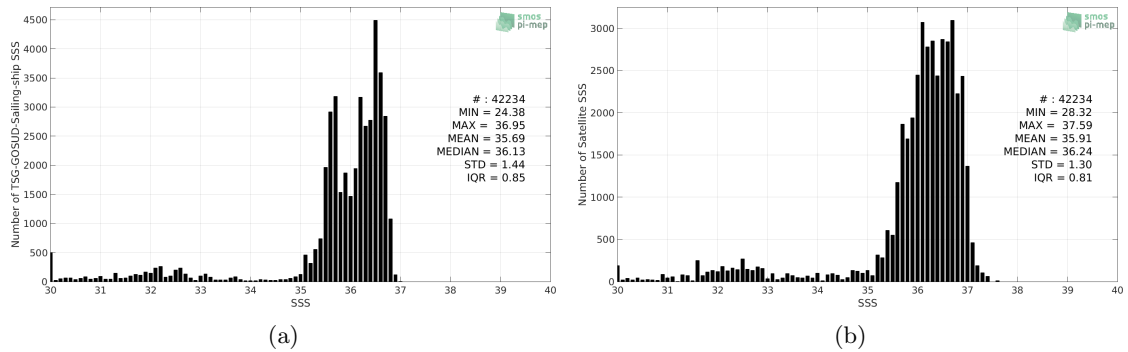 smos
pi-mep
Number of TSG-GOSUD-Sailing-ship SSS
4500
4000
3500
3000
2500
2000
1500
1000
500
0
# : 42234
MIN = 24.38
MAX = 36.95
MEAN = 35.69
MEDIAN = 36.13
STD = 1.44
IQR = 0.85
30 31 32 33 34 35 36 37 38 39 40
SSS
(a)
smos
pi-mep
Number of Satellite SSS
3000
2500
2000
1500
1000
500
0
# : 42234
MIN = 28.32
MAX = 37.59
MEAN = 35.91
MEDIAN = 36.24
STD = 1.30
IQR = 0.81
30 31 32 33 34 35 36 37 38 39 40
SSS
(b)